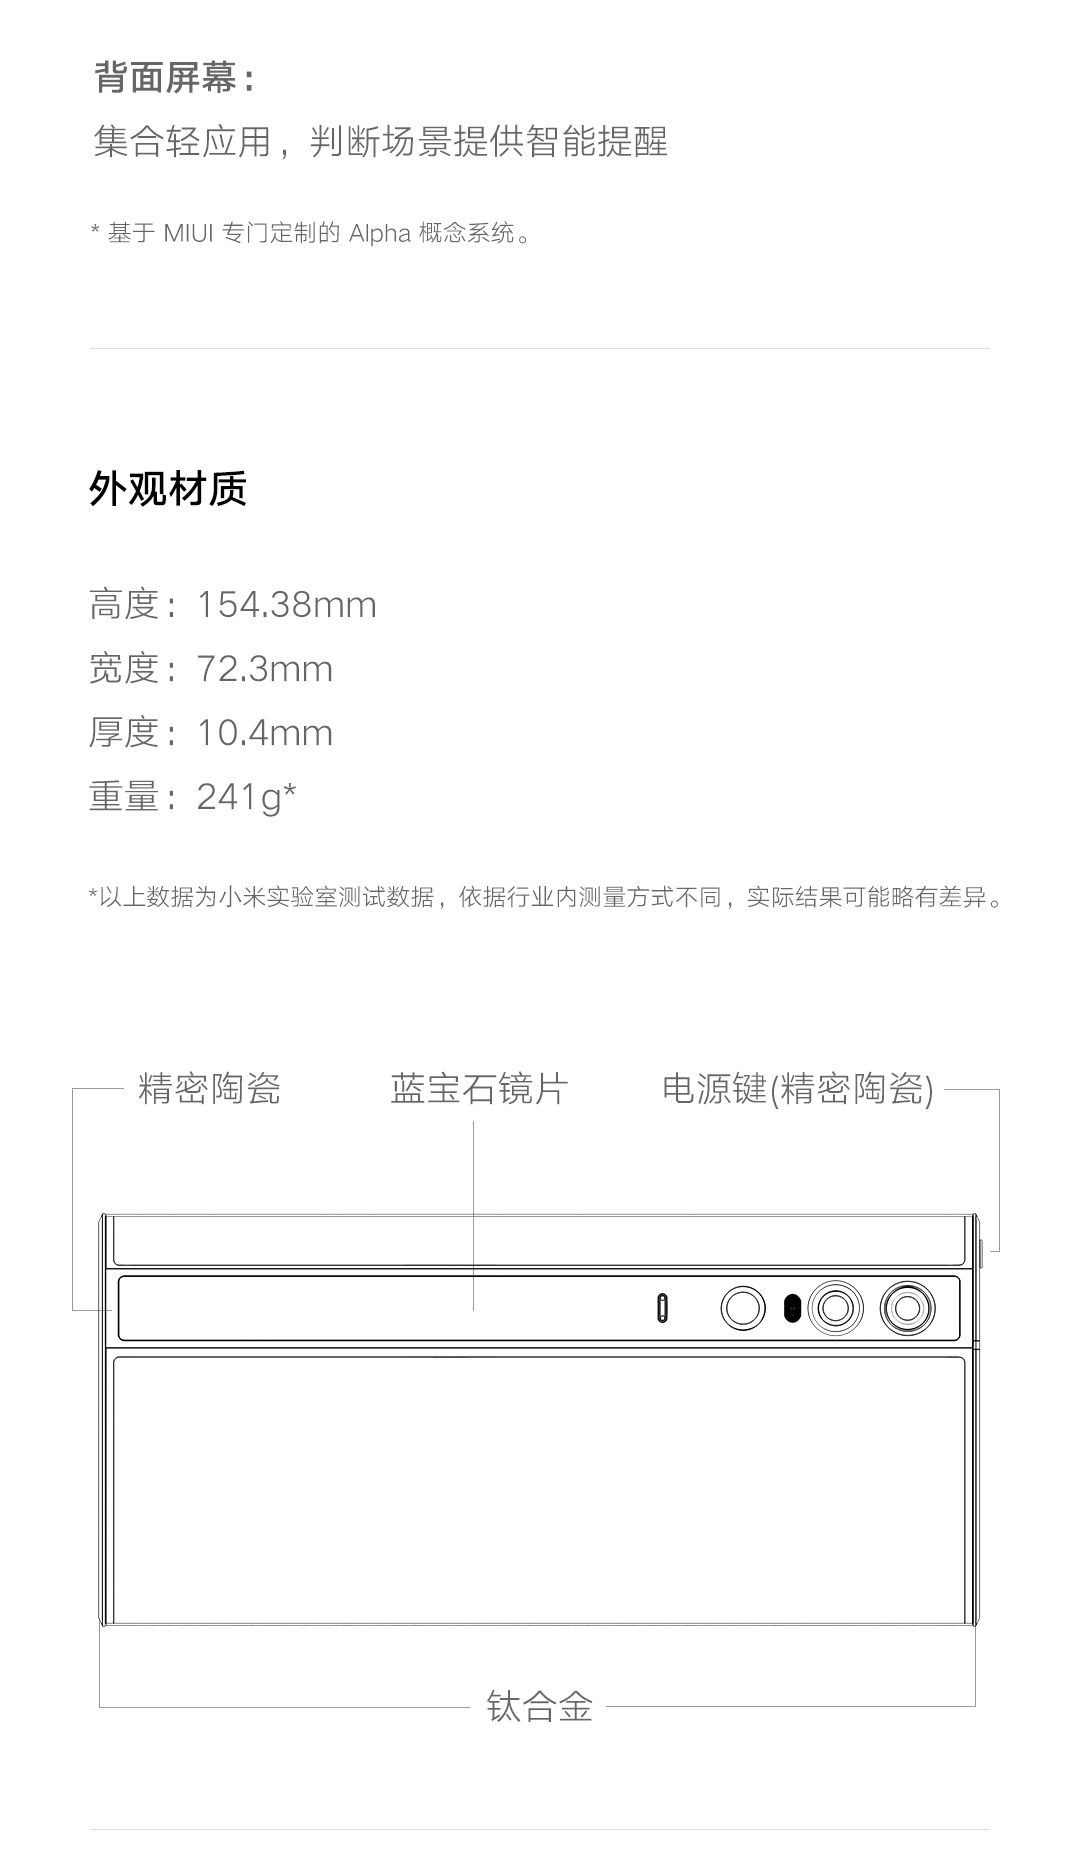 背面屏幕：
集合轻应用，判断场景提供智能提醒
* 基于 MIUI 专门定制的 Alpha 概念系统。
外观材质
高度：154.38mm
宽度：72.3mm
厚度：10.4mm
重量：241g*
*以上数据为小米实验室测试数据，依据行业内测量方式不同，实际结果可能略有差异。
精密陶瓷 蓝宝石镜片 电源键(精密陶瓷)
钛合金